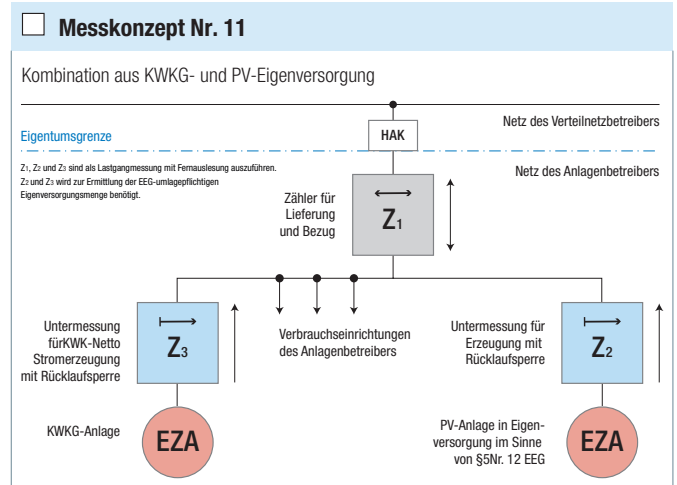 Messkonzept Nr. 11
Kombination aus KWKG- und PV-Eigenversorgung
Netz des Verteilnetzbetreibers
Eigentumsgrenze
HAK
Netz des Anlagenbetreibers
Z1, Z2 und Z3 sind als Lastgangmessung mit Fernauslesung auszuführen.
Z2 und Z3 wird zur Ermittlung der EEG-umlagepflichtigen
Eigenversorgungsmenge benötigt.
Zähler für
Lieferung
und Bezug
Z1
Untermessung
fürKWK-Netto
Stromerzeugung
mit Rücklaufsperre
Z3
Verbrauchseinrichtungen
des Anlagenbetreibers
Untermessung für
Erzeugung mit
Rücklaufsperre
Z2
KWKG-Anlage
EZA
PV-Anlage in Eigen-
versorgung im Sinne
von §5Nr. 12 EEG
EZA